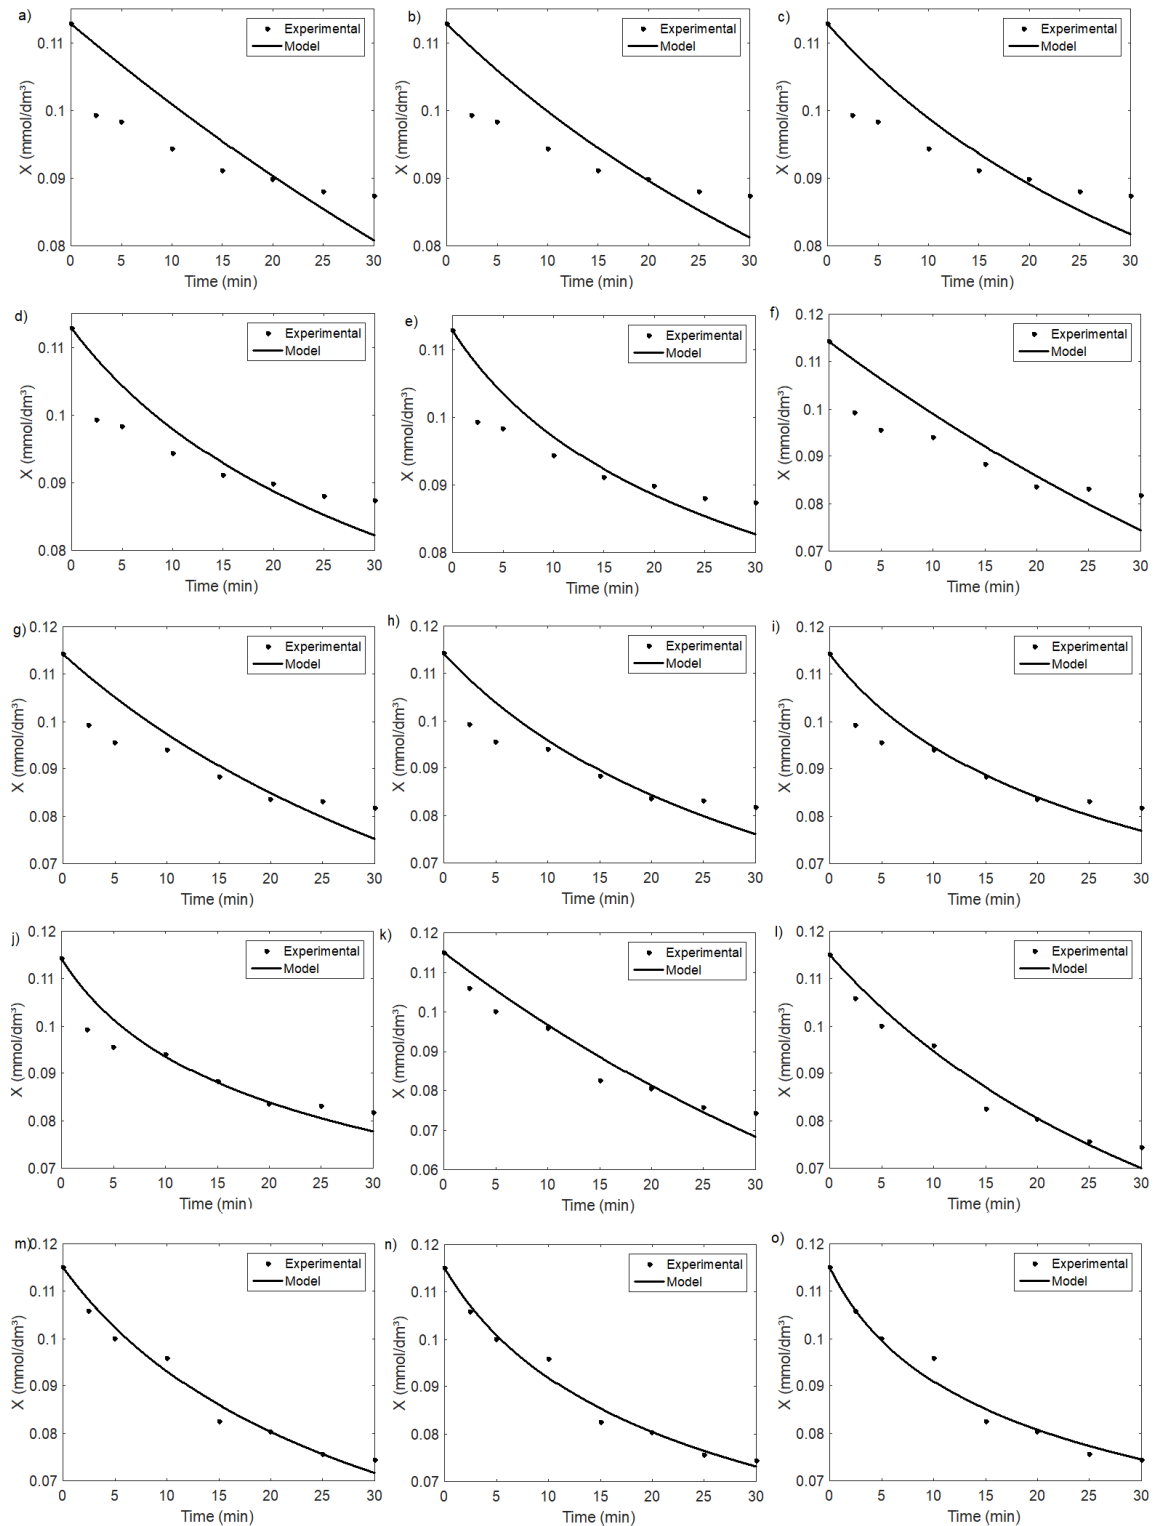 a)
0.11
0.1
0.09
0.08
X (mmol/dm³)
Experimental
Model
0 5 10 15 20 25 30
Time (min)
b)
0.11
0.1
0.09
0.08
X (mmol/dm³)
Experimental
Model
0 5 10 15 20 25 30
Time (min)
c)
0.11
0.1
0.09
0.08
X (mmol/dm³)
Experimental
Model
0 5 10 15 20 25 30
Time (min)
d)
0.11
0.1
0.09
0.08
X (mmol/dm³)
Experimental
Model
0 5 10 15 20 25 30
Time (min)
e)
0.11
0.1
0.09
0.08
X (mmol/dm³)
Experimental
Model
0 5 10 15 20 25 30
Time (min)
f)
0.12
0.11
0.1
0.09
0.08
0.07
X (mmol/dm³)
Experimental
Model
0 5 10 15 20 25 30
Time (min)
g)
0.12
0.11
0.1
0.09
0.08
0.07
X (mmol/dm³)
Experimental
Model
0 5 10 15 20 25 30
Time (min)
h)
0.12
0.11
0.1
0.09
0.08
0.07
X (mmol/dm³)
Experimental
Model
0 5 10 15 20 25 30
Time (min)
i)
0.12
0.11
0.1
0.09
0.08
0.07
X (mmol/dm³)
Experimental
Model
0 5 10 15 20 25 30
Time (min)
j)
0.12
0.11
0.1
0.09
0.08
0.07
X (mmol/dm³)
Experimental
Model
0 5 10 15 20 25 30
Time (min)
k)
0.12
0.11
0.1
0.09
0.08
0.07
0.06
X (mmol/dm³)
Experimental
Model
0 5 10 15 20 25 30
Time (min)
l)
0.12
0.11
0.1
0.09
0.08
0.07
X (mmol/dm³)
Experimental
Model
0 5 10 15 20 25 30
Time (min)
m)
0.12
0.11
0.1
0.09
0.08
0.07
X (mmol/dm³)
Experimental
Model
0 5 10 15 20 25 30
Time (min)
n)
0.12
0.11
0.1
0.09
0.08
0.07
X (mmol/dm³)
Experimental
Model
0 5 10 15 20 25 30
Time (min)
o)
0.12
0.11
0.1
0.09
0.08
0.07
X (mmol/dm³)
Experimental
Model
0 5 10 15 20 25 30
Time (min)